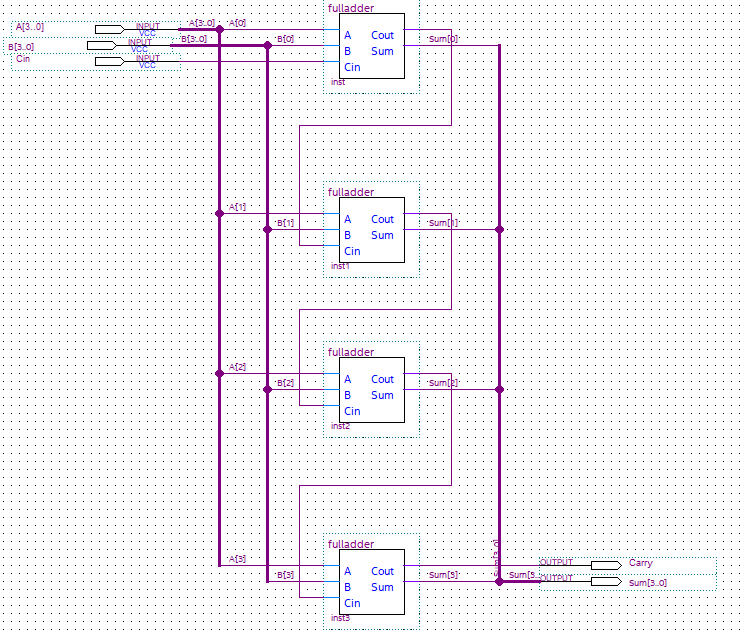 fulladder
A[3..0] INPUT VCC A[3..0] A[0] A Cout
B[3..0] INPUT VCC B[3..0] B[0] B Sum Sum[0]
Cin INPUT VCC Cin
inst
fulladder
A[1] A Cout
B[1] B Sum Sum[1]
Cin
inst1
fulladder
A[2] A Cout
B[2] B Sum Sum[2]
Cin
inst2
fulladder
Sum[3..0]
A[3] A Cout OUTPUT Carry
B[3] B Sum Sum[3] Sum[3... OUTPUT Sum[3..0]
Cin
inst3